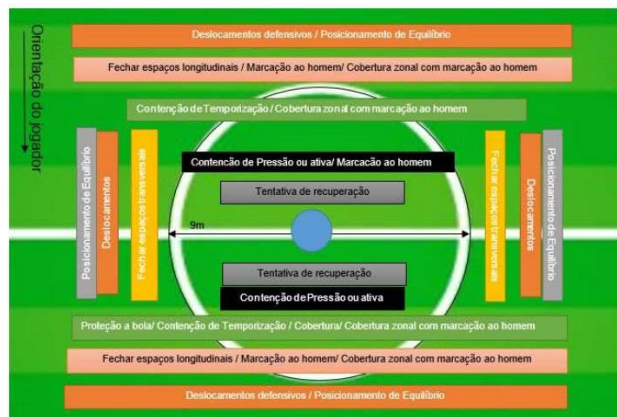 Deslocamentos defensivos / Posicionamento de Equilíbrio
Orientação do jogador
Fechar espaços longitudinais / Marcação ao homem/ Cobertura zonal com marcação ao homem
Contenção de Temporização / Cobertura zonal com marcação ao homem
Contenção de Pressão ou ativa/ Marcacão ao homem
Tentativa de recuperação
Posicionamento de Equilíbrio
Deslocamentos
Fechar espaços transversais
9m
Fechar espaços transversais
Deslocamentos
Posicionamento de Equilíbrio
Tentativa de recuperação
Contenção de Pressão ou ativa
Proteção a bola/ Contenção de Temporização / Cobertura/ Cobertura zonal com marcação ao homem
Fechar espaços longitudinais / Marcação ao homem/ Cobertura zonal com marcação ao homem
Deslocamentos defensivos / Posicionamento de Equilíbrio